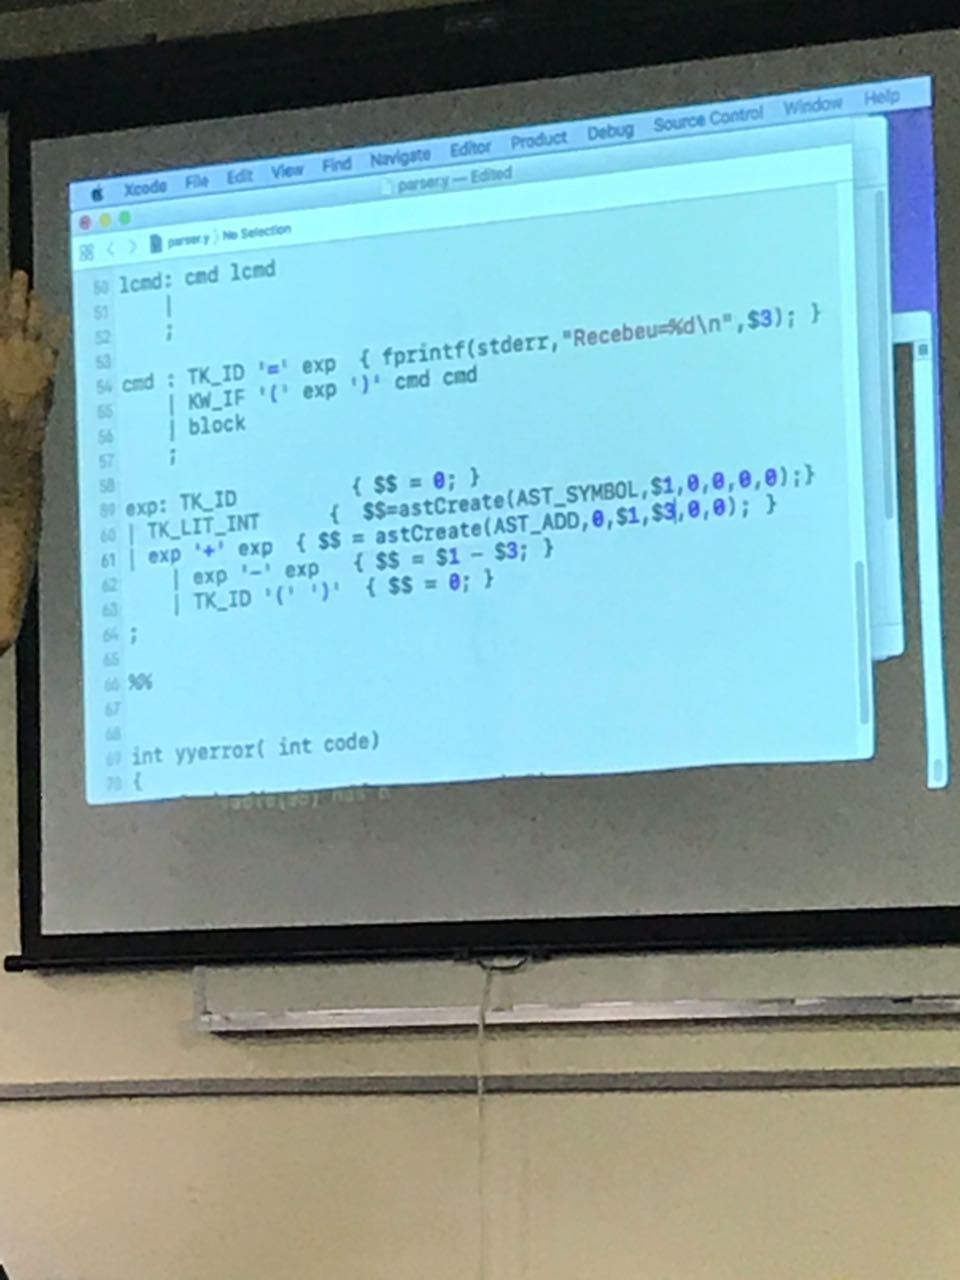 Xcode File Edit View Find Navigate Editor Product Debug Source Control Window Help
parser.y — Edited
parser.y 〉 No Selection
50 lcmd: cmd lcmd
51 |
52 ;
53
54 cmd : TK_ID '=' exp { fprintf(stderr,"Recebeu=%d\n",$3); }
55 | KW_IF '(' exp ')' cmd cmd
56 | block
57 ;
58
59 exp: TK_ID { $$ = 0; }
60 | TK_LIT_INT { $$=astCreate(AST_SYMBOL,$1,0,0,0,0);}
61 | exp '+' exp { $$ = astCreate(AST_ADD,0,$1,$3,0,0); }
62 | exp '-' exp { $$ = $1 - $3; }
63 | TK_ID '(' ')' { $$ = 0; }
64 ;
65
66 %%
67
68
69 int yyerror( int code)
70 {